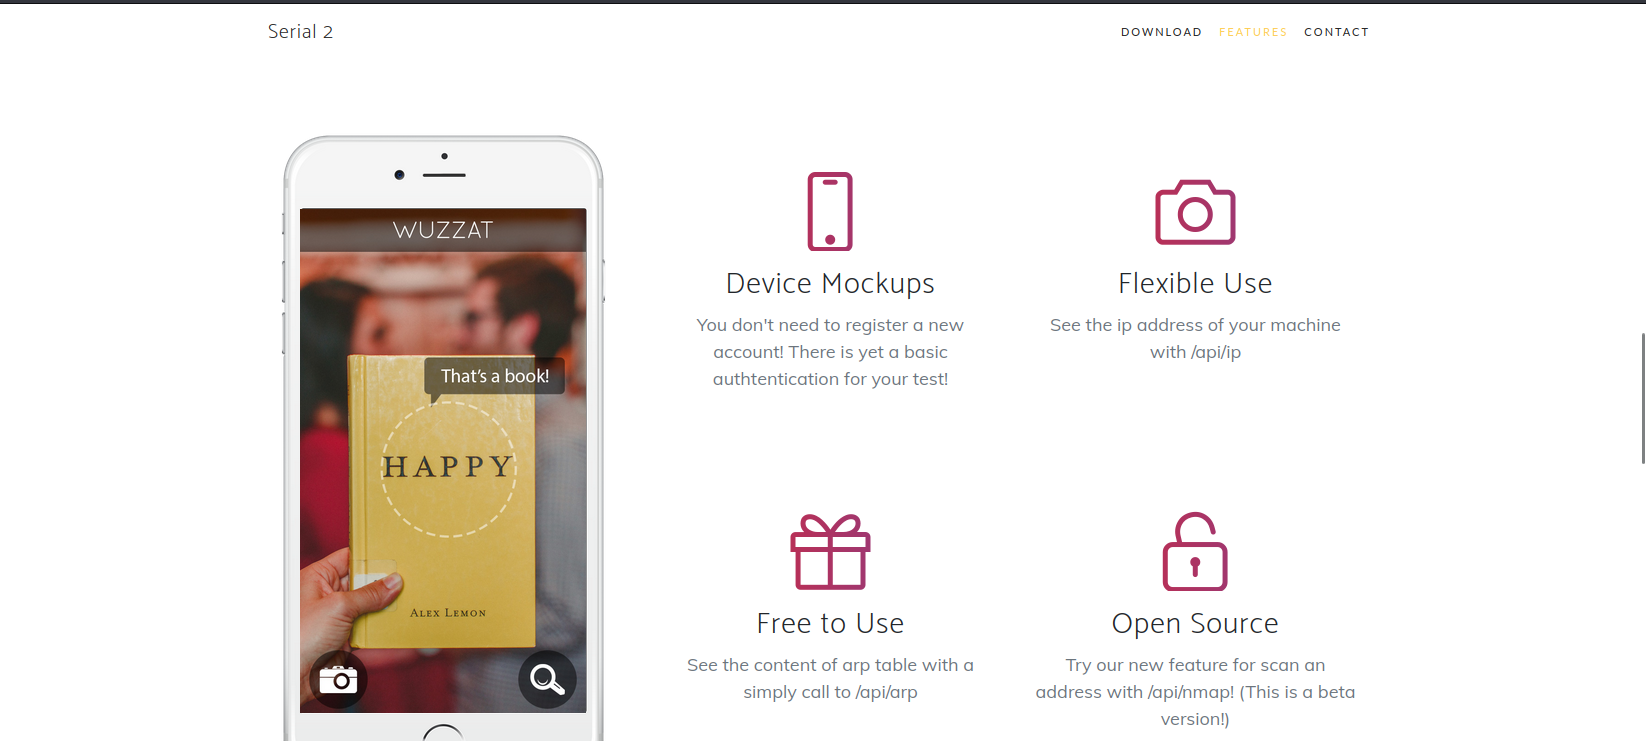 Serial 2
DOWNLOAD FEATURES CONTACT
WUZZAT
That's a book!
HAPPY
ALEX LEMON
Device Mockups
You don't need to register a new
account! There is yet a basic
authtentication for your test!
Flexible Use
See the ip address of your machine
with /api/ip
Free to Use
See the content of arp table with a
simply call to /api/arp
Open Source
Try our new feature for scan an
address with /api/nmap! (This is a beta
version!)